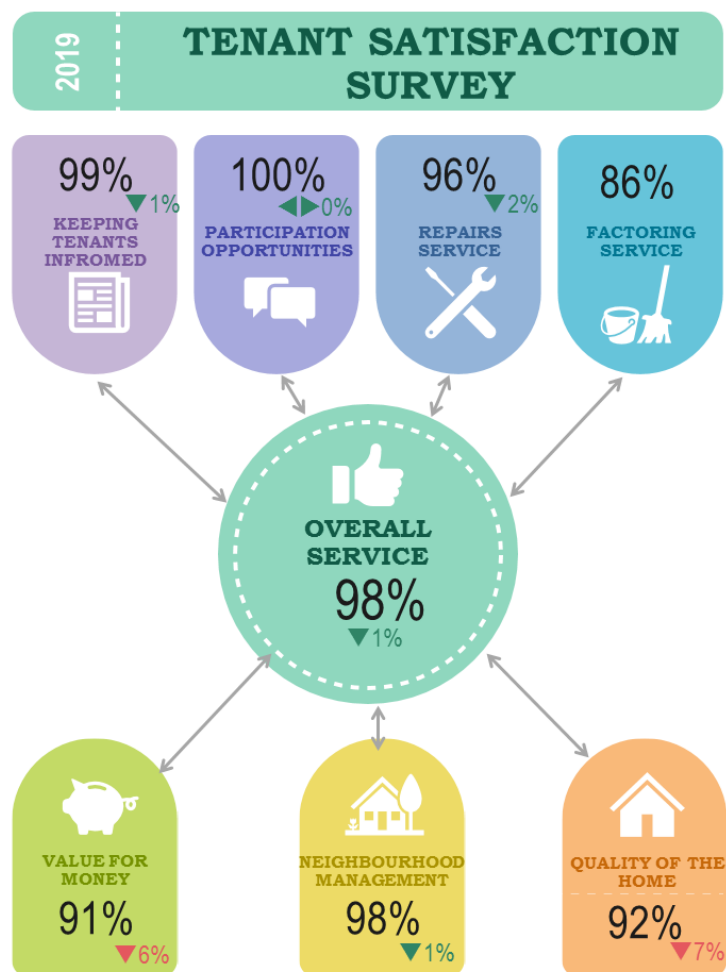 2019
TENANT SATISFACTION
SURVEY
99%
▼1%
KEEPING
TENANTS
INFROMED
100%
◀▶0%
PARTICIPATION
OPPORTUNITIES
96%
▼2%
REPAIRS
SERVICE
86%
FACTORING
SERVICE
OVERALL
SERVICE
98%
▼1%
VALUE FOR
MONEY
91%
▼6%
NEIGHBOURHOOD
MANAGEMENT
98%
▼1%
QUALITY OF THE
HOME
92%
▼7%